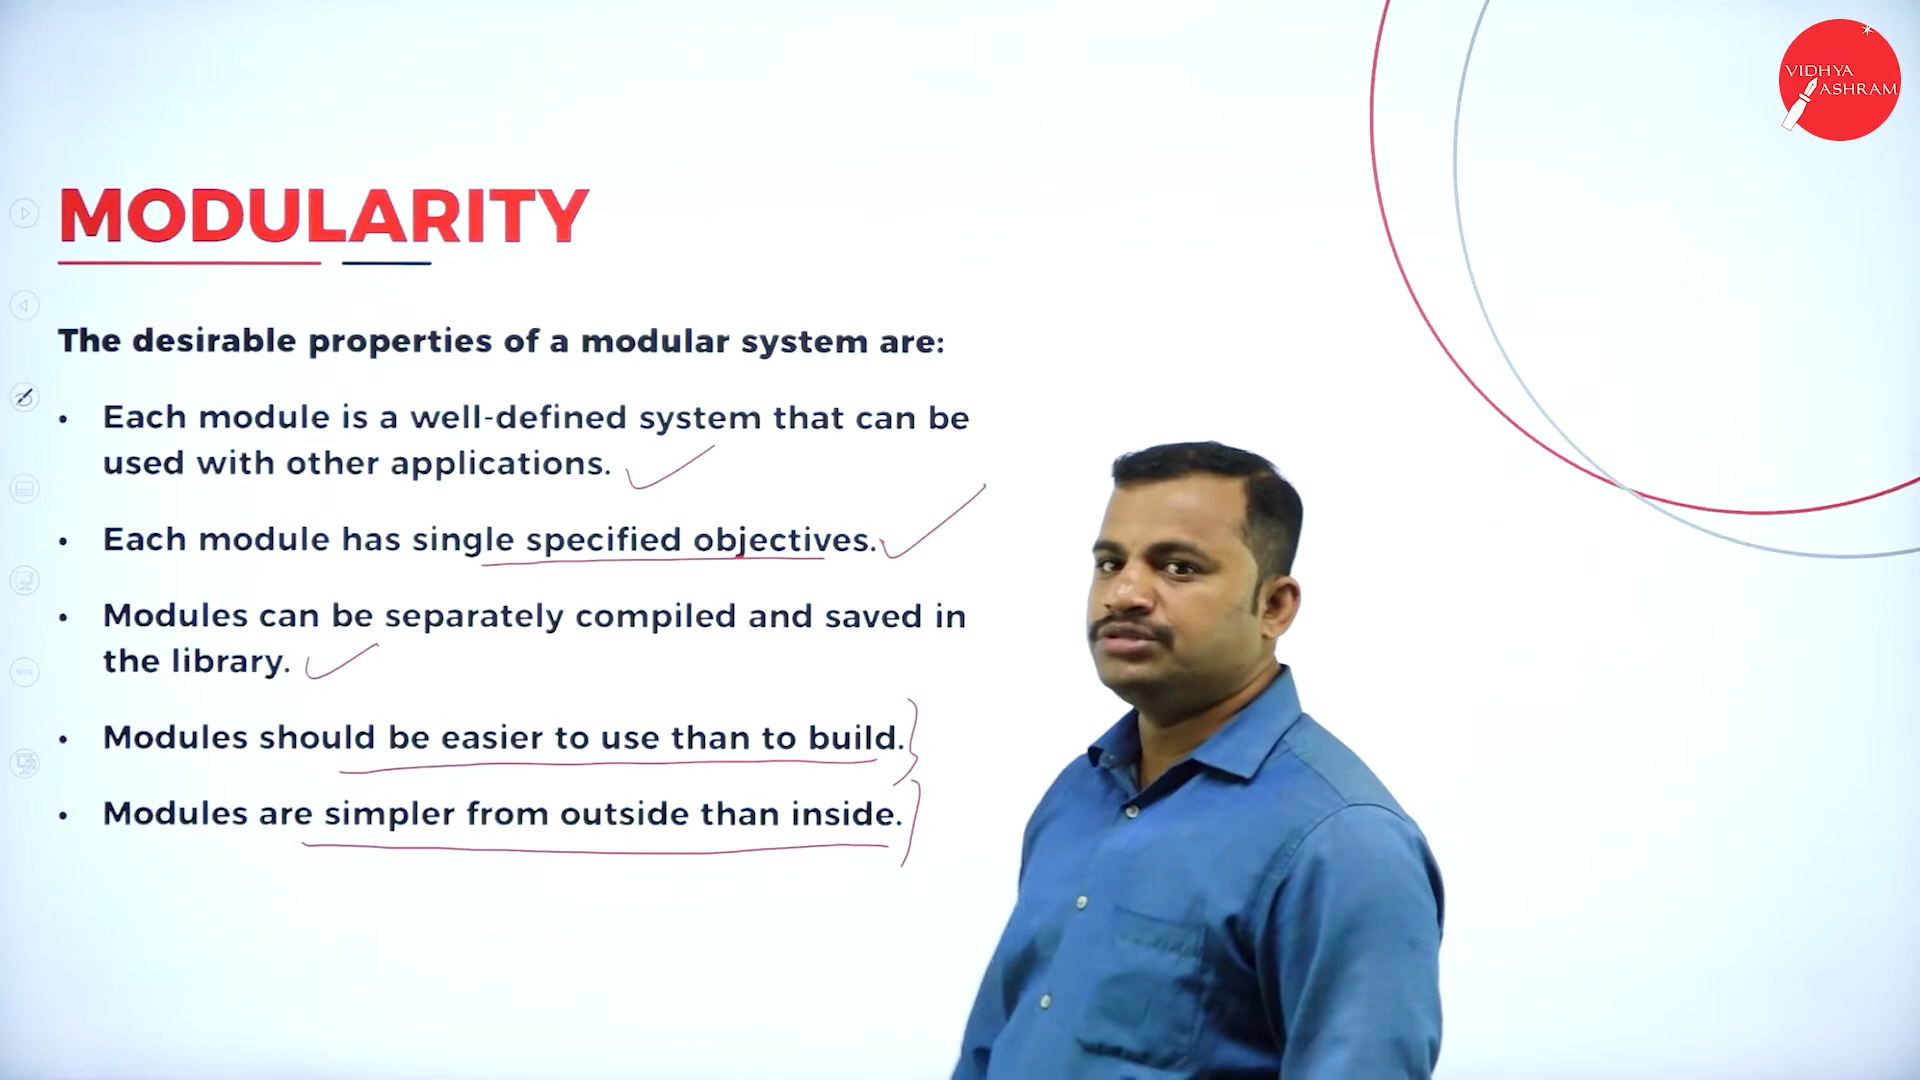 VIDHYA
ASHRAM
MODULARITY
The desirable properties of a modular system are:
• Each module is a well-defined system that can be
used with other applications.
• Each module has single specified objectives.
• Modules can be separately compiled and saved in
the library.
• Modules should be easier to use than to build.
• Modules are simpler from outside than inside.